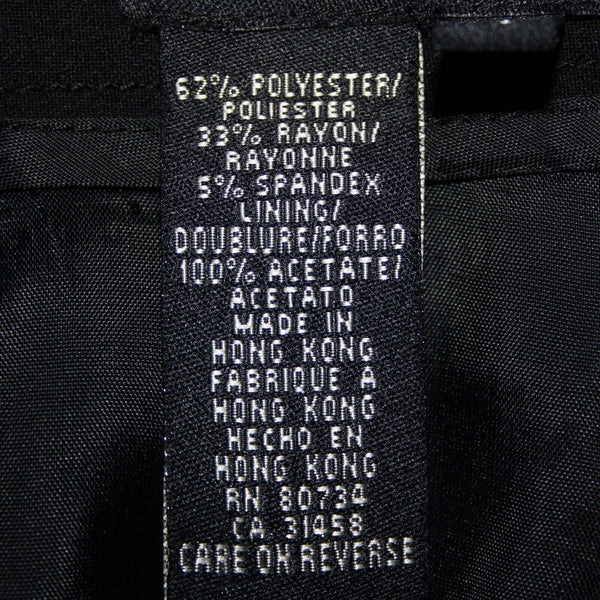 62% POLYESTER/
POLIESTER
33% RAYON/
RAYONNE
5% SPANDEX
LINING/
DOUBLURE/FORRO
100% ACETATE/
ACETATO
MADE IN
HONG KONG
FABRIQUE A
HONG KONG
HECHO EN
HONG KONG
RN 80734
CA 31458
CARE ON REVERSE